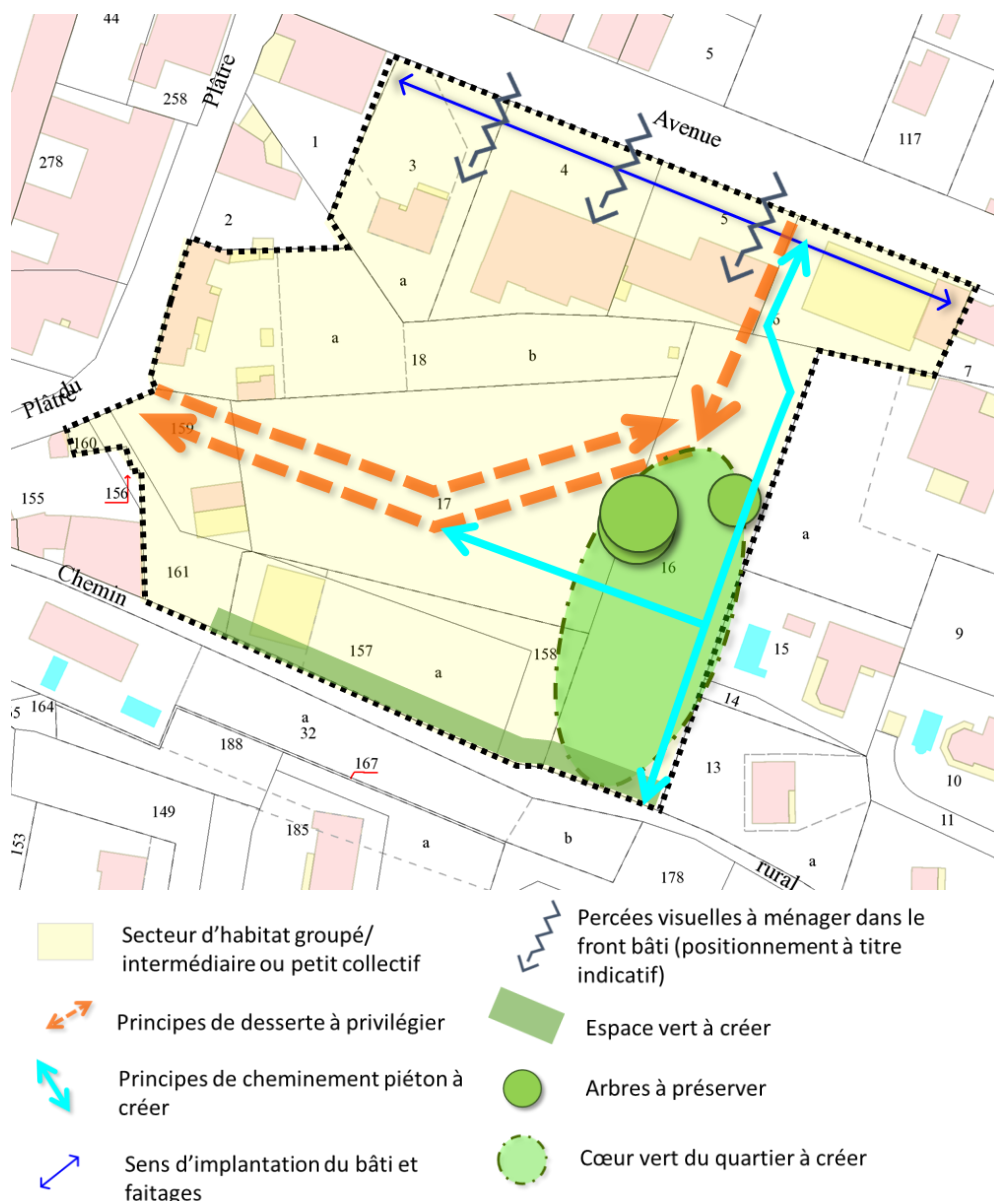 44
258
Plâtre
278
1
2
3
a
4
5
Avenue
5
117
6
7
a
18
b
Plâtre
du
160
159
17
155
156
161
16
a
Chemin
157
a
158
15
9
14
164
a
32
188
167
13
10
11
149
153
185
a
b
178
rural
a
Secteur d'habitat groupé/
intermédiaire ou petit collectif
Principes de desserte à privilégier
Principes de cheminement piéton à
créer
Sens d'implantation du bâti et
faitages
Percées visuelles à ménager dans le
front bâti (positionnement à titre
indicatif)
Espace vert à créer
Arbres à préserver
Cœur vert du quartier à créer